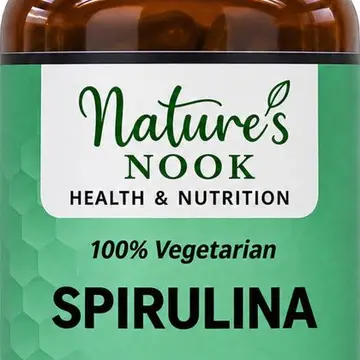 Nature's
NOOK
HEALTH & NUTRITION
100% Vegetarian
SPIRULINA